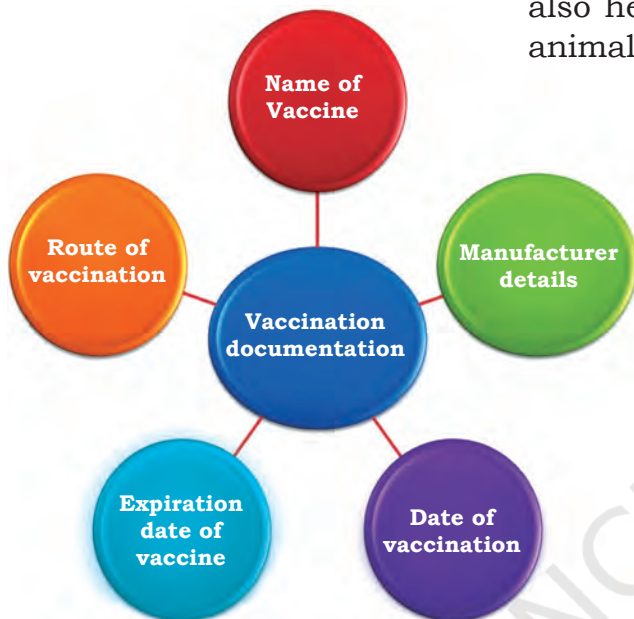 also he
animal
Name of
Vaccine
Route of
vaccination
Manufacturer
details
Vaccination
documentation
Expiration
date of
vaccine
Date of
vaccination